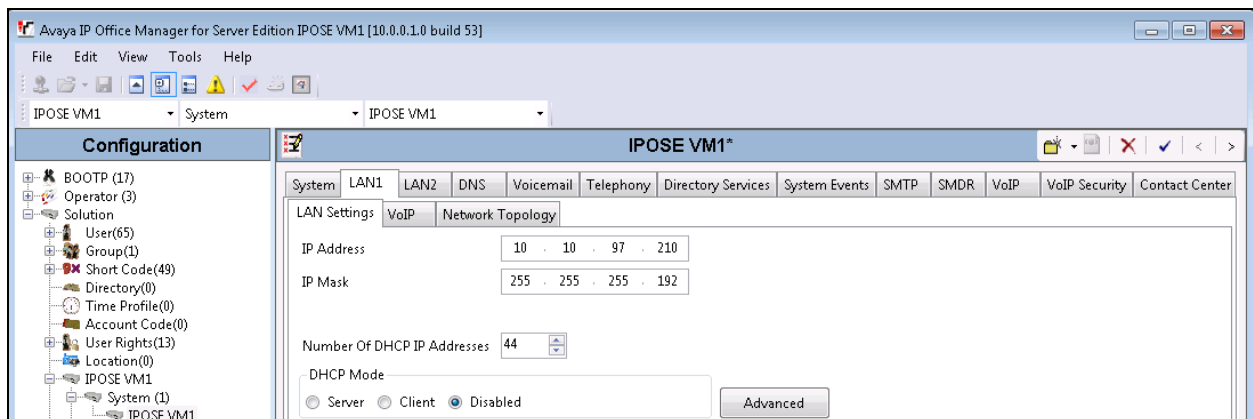 Avaya IP Office Manager for Server Edition IPOSE VM1 [10.0.0.1.0 build 53]
File Edit View Tools Help
IPOSE VM1 System IPOSE VM1
Configuration
IPOSE VM1*
BOOTP (17)
Operator (3)
Solution
User(65)
Group(1)
Short Code(49)
Directory(0)
Time Profile(0)
Account Code(0)
User Rights(13)
Location(0)
IPOSE VM1
System (1)
IPOSE VM1
System LAN1 LAN2 DNS Voicemail Telephony Directory Services System Events SMTP SMDR VoIP VoIP Security Contact Center
LAN Settings VoIP Network Topology
IP Address 10 . 10 . 97 . 210
IP Mask 255 . 255 . 255 . 192
Number Of DHCP IP Addresses 44
DHCP Mode
Server Client Disabled Advanced